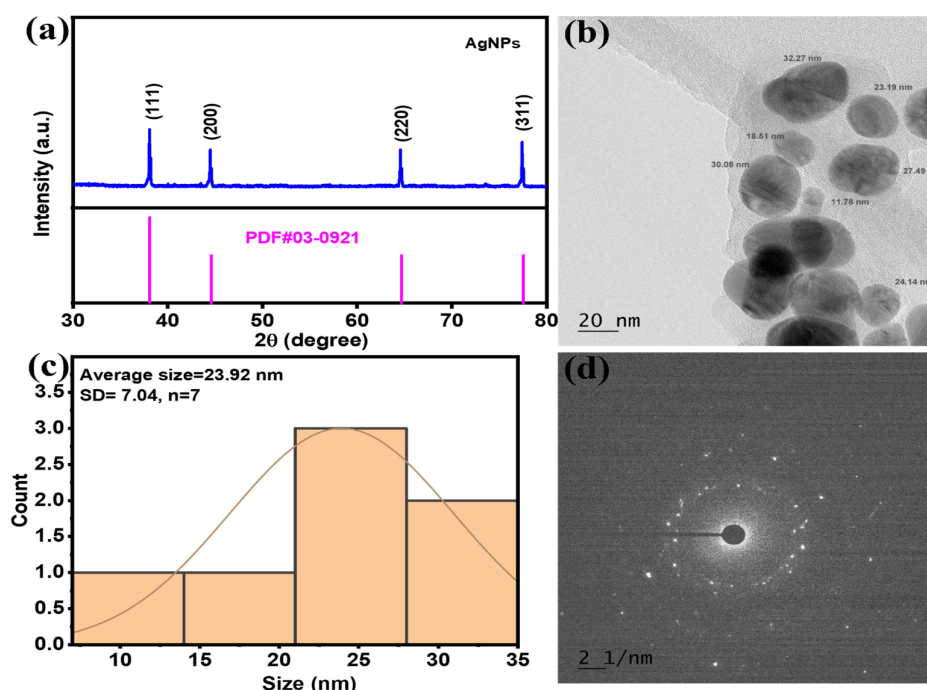 (a)
AgNPs
(111)
(200)
(220)
(311)
Intensity (a.u.)
PDF#03-0921
30 40 50 60 70 80
2θ (degree)
(b)
32.27 nm
23.19 nm
18.51 nm
30.08 nm
27.49
11.78 nm
24.14 nm
20 nm
(c)
Average size=23.92 nm
SD= 7.04, n=7
Count
3.5
3.0
2.5
2.0
1.5
1.0
0.5
0.0
10 15 20 25 30 35
Size (nm)
(d)
2 1/nm